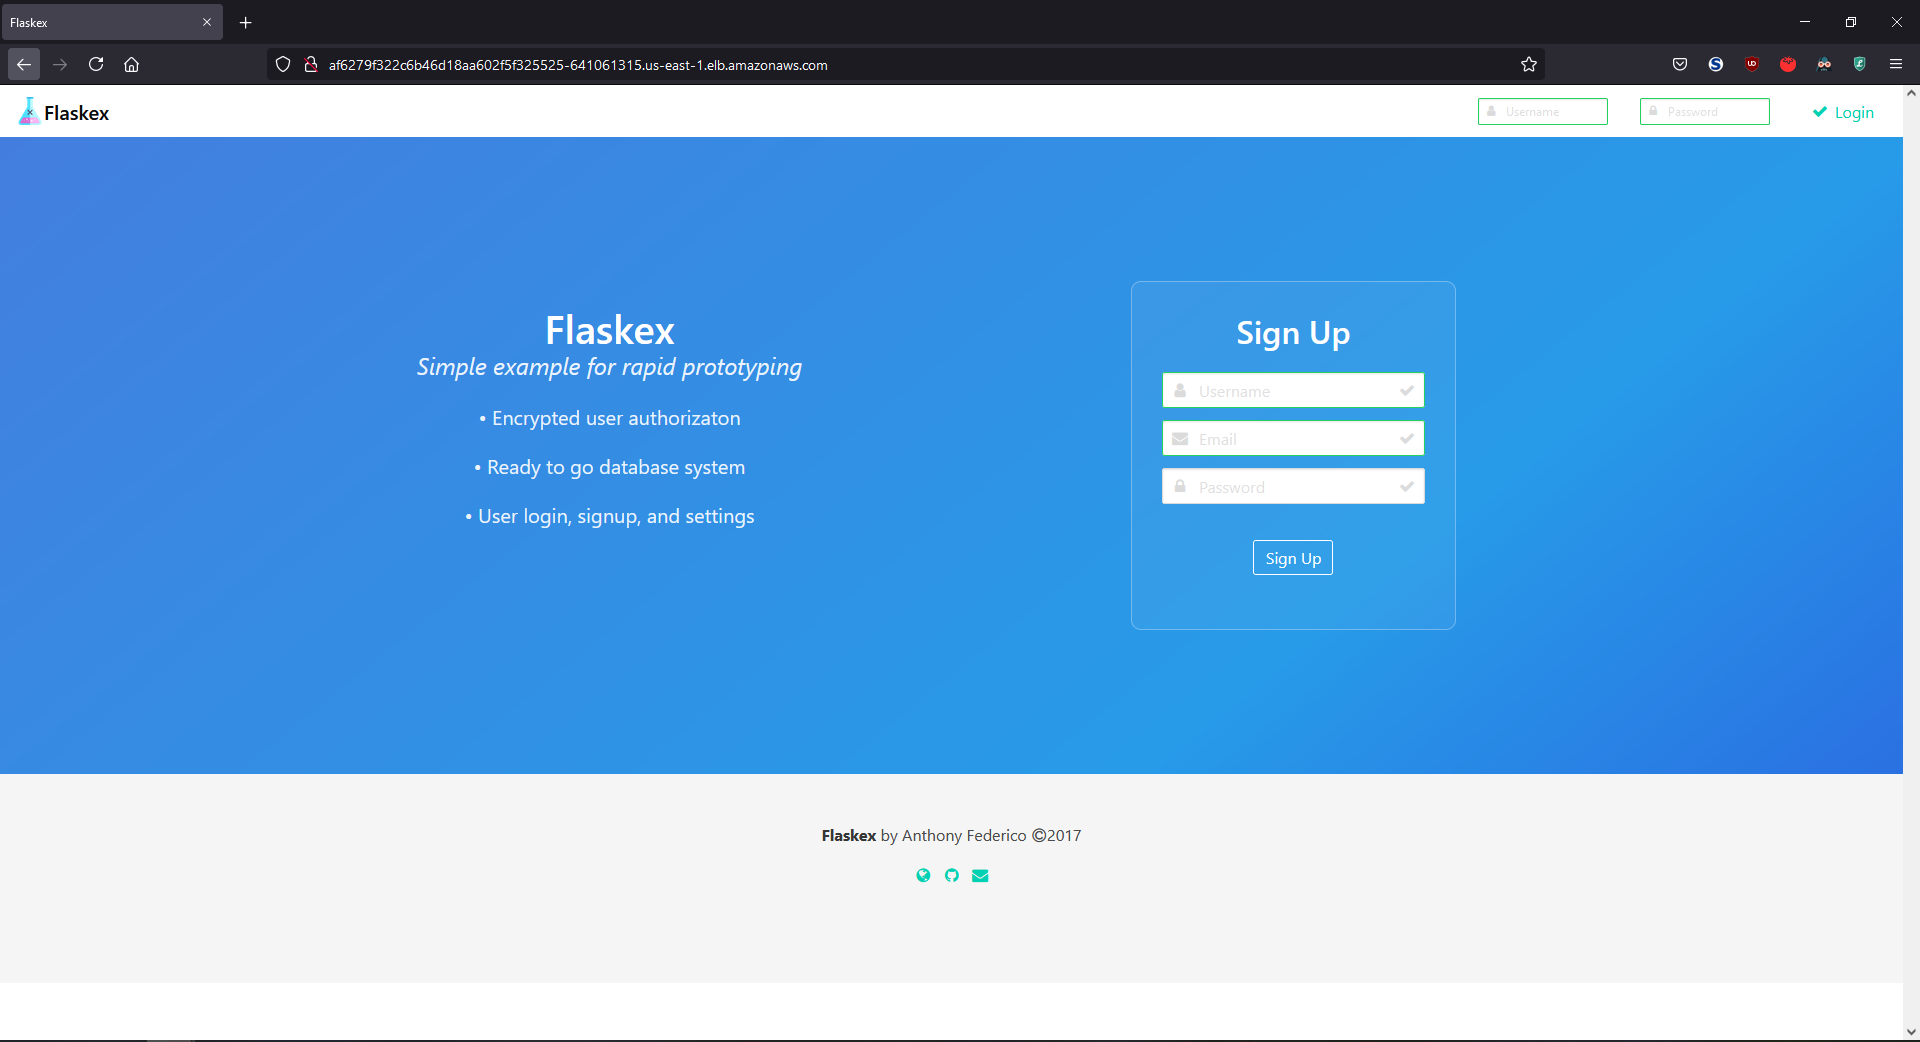 Flaskex
af6279f322c6b46d18aa602f5f325525-641061315.us-east-1.elb.amazonaws.com
Flaskex
Username
Password
Login
Flaskex
Simple example for rapid prototyping
• Encrypted user authorizaton
• Ready to go database system
• User login, signup, and settings
Sign Up
Username
Email
Password
Sign Up
Flaskex by Anthony Federico ©2017